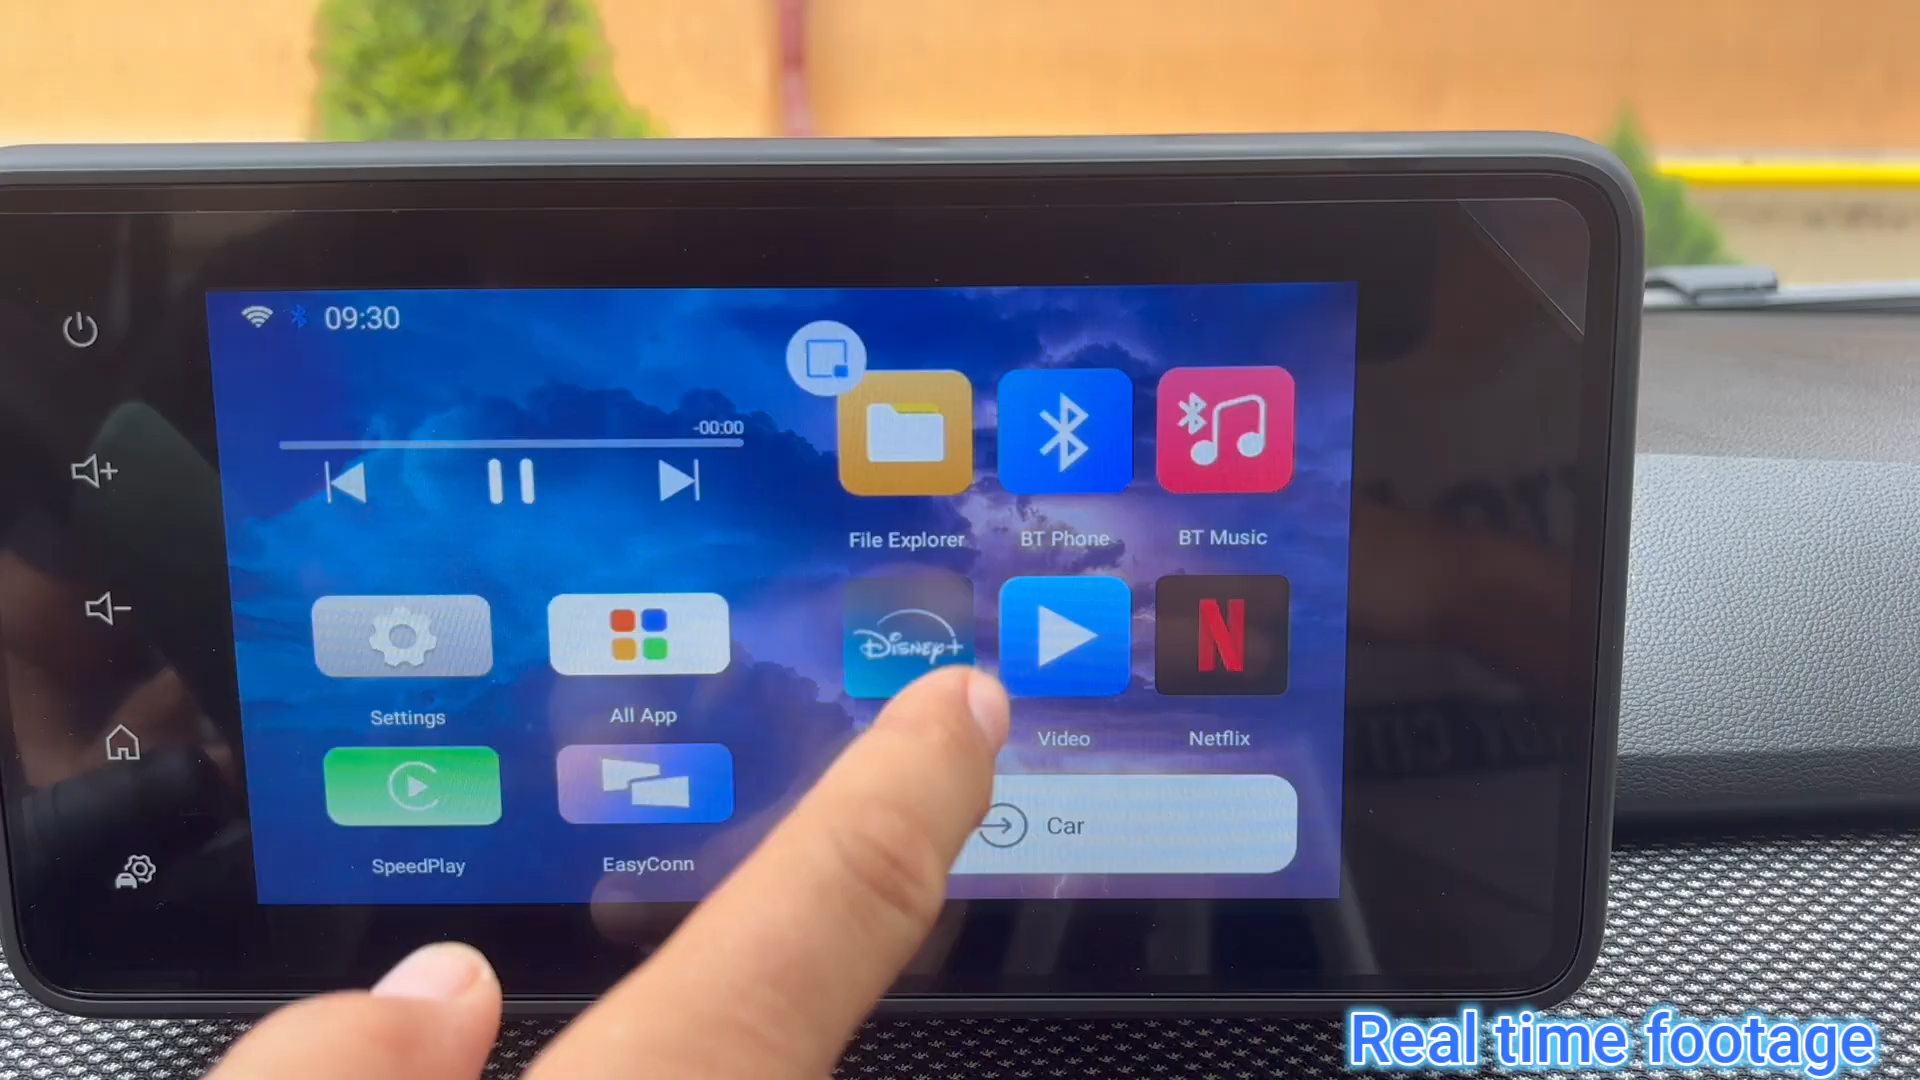 09:30
-00:00
File Explorer
BT Phone
BT Music
Disney+
N
Settings
All App
Video
Netflix
SpeedPlay
EasyConn
Car
Real time footage